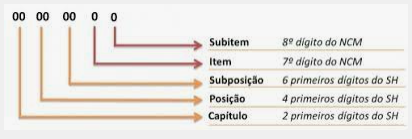 00 00 00 0 0
Subitem 8º dígito do NCM
Item 7º dígito do NCM
Subposição 6 primeiros dígitos do SH
Posição 4 primeiros dígitos do SH
Capítulo 2 primeiros dígitos do SH